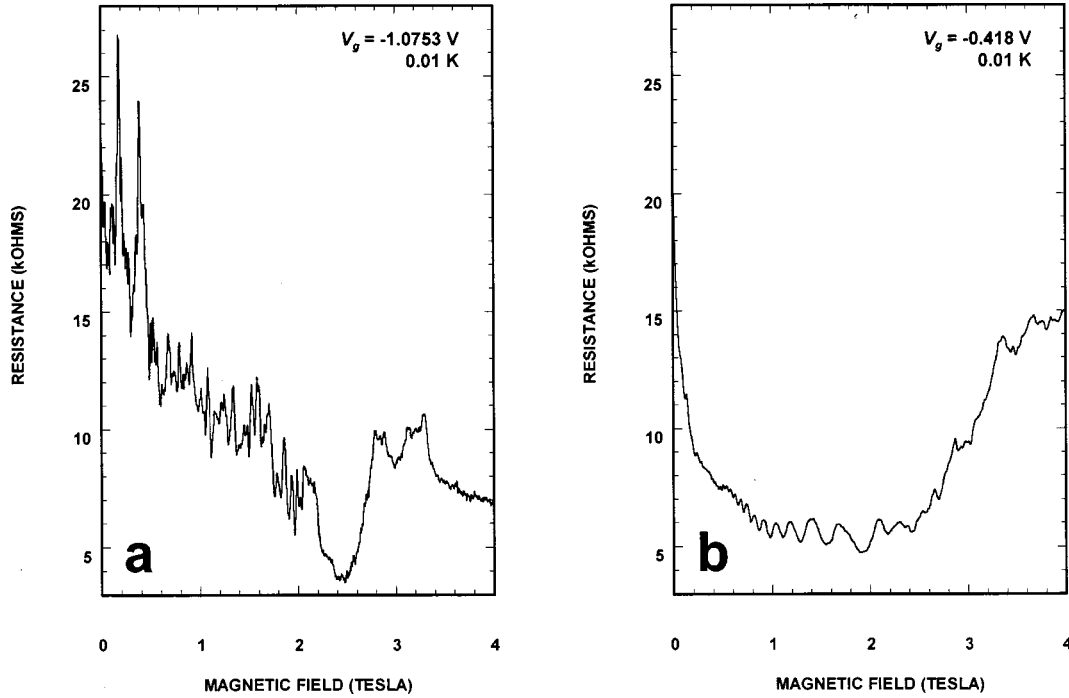 V_g = -1.0753 V
0.01 K
25
20
15
10
5
RESISTANCE (kOHMS)
a
0 1 2 3 4
MAGNETIC FIELD (TESLA)
V_g = -0.418 V
0.01 K
25
20
15
10
5
RESISTANCE (kOHMS)
b
0 1 2 3 4
MAGNETIC FIELD (TESLA)